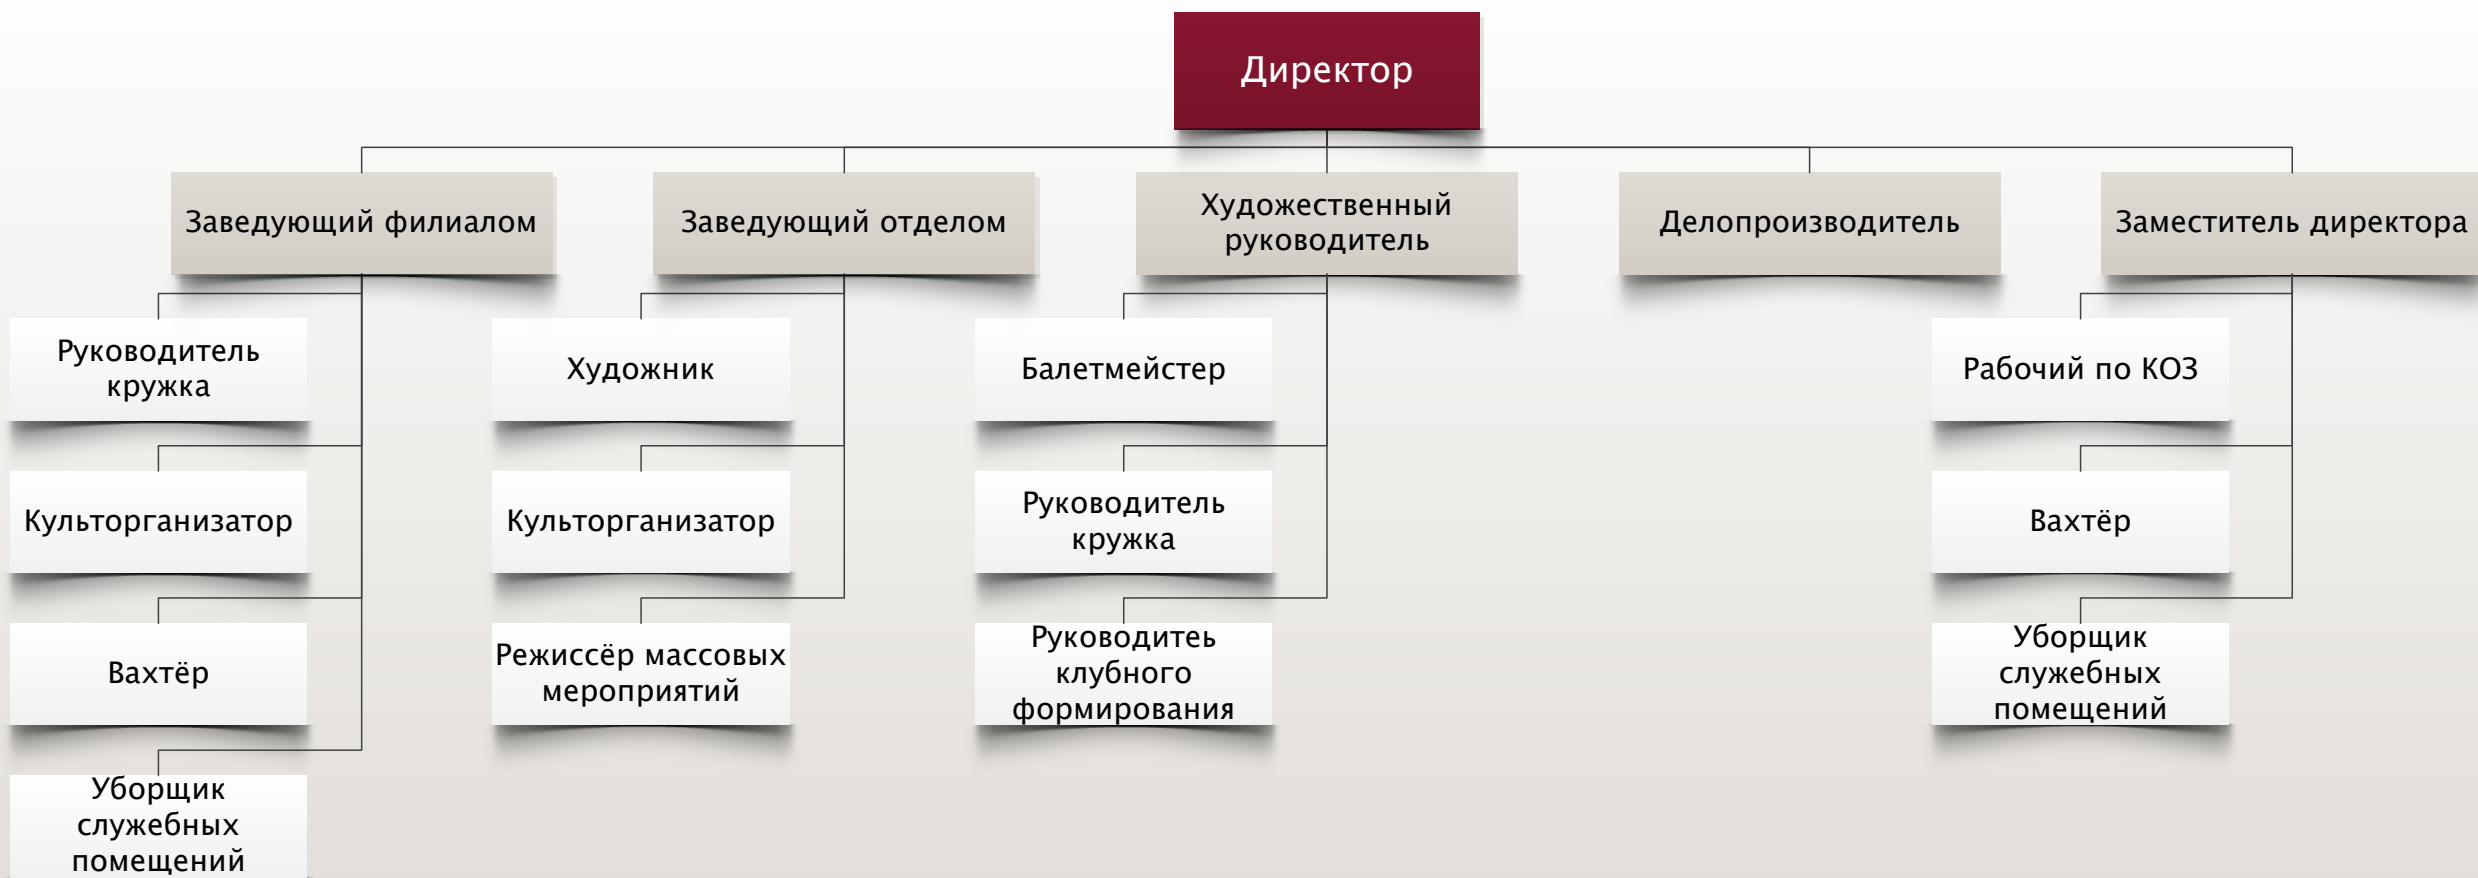 Директор
Заведующий филиалом
Заведующий отделом
Художественный
руководитель
Делопроизводитель
Заместитель директора
Руководитель
кружка
Художник
Балетмейстер
Рабочий по КОЗ
Культорганизатор
Культорганизатор
Руководитель
кружка
Вахтёр
Вахтёр
Режиссёр массовых
мероприятий
Руководитеь
клубного
формирования
Уборщик
служебных
помещений
Уборщик
служебных
помещений